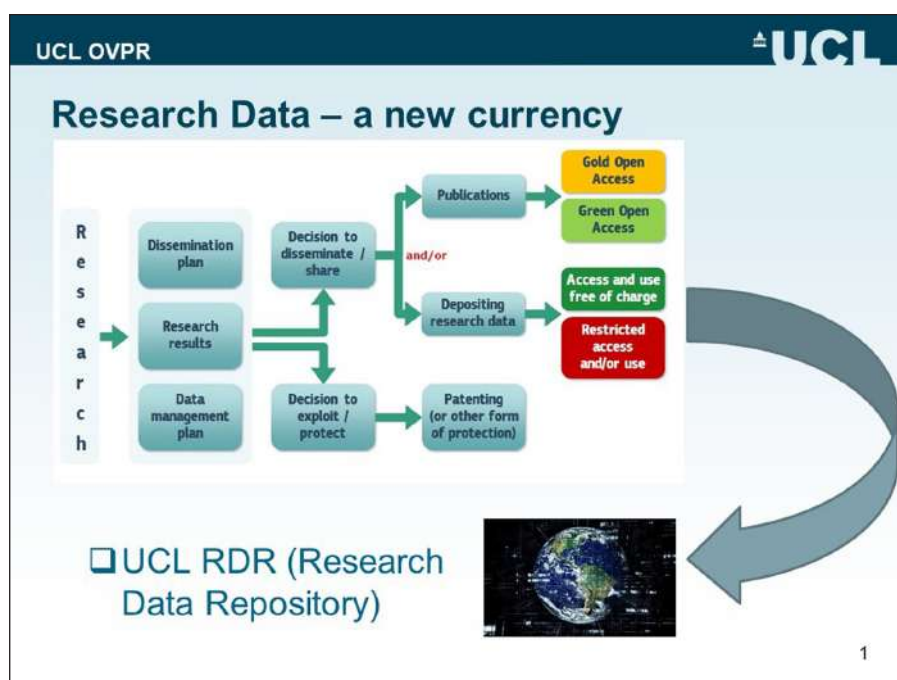 UCL OVPR
UCL
Research Data – a new currency
R
e
s
e
a
r
c
h
Dissemination
plan
Research
results
Data
management
plan
Decision to
disseminate /
share
Decision to
exploit /
protect
and/or
Publications
Depositing
research data
Patenting
(or other form
of protection)
Gold Open
Access
Green Open
Access
Access and use
free of charge
Restricted
access
and/or use
❑UCL RDR (Research
Data Repository)
1